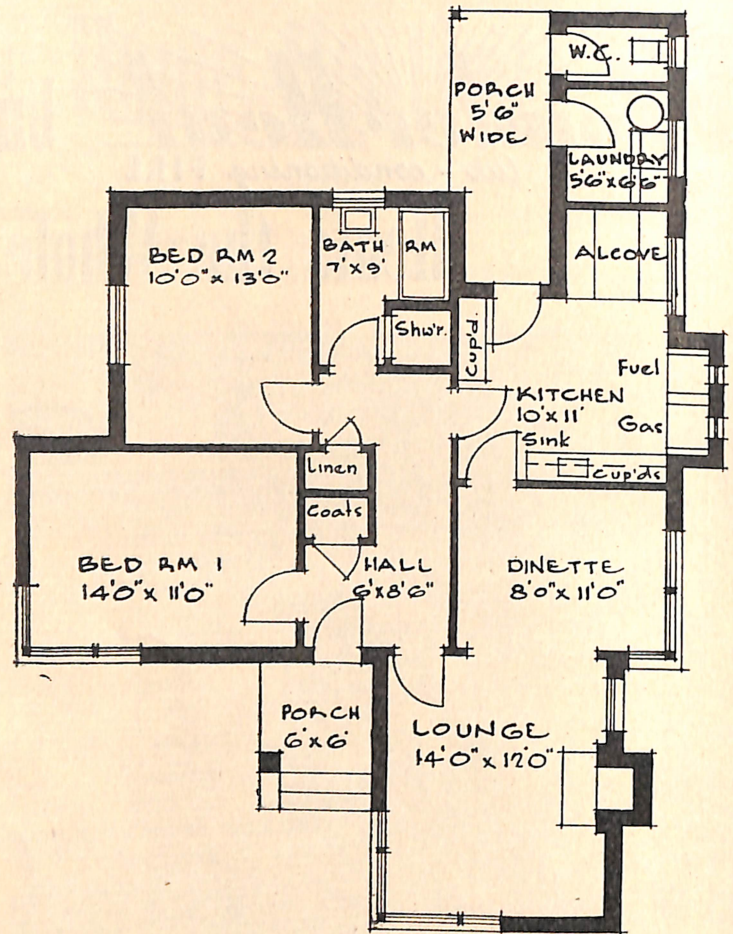 W.C.
PORCH
5'6"
WIDE
LAUNDRY
5'6"x6'6"
ALCOVE
BED RM 2
10'0" x 13'0"
BATH RM
7'x9'
Shw'r.
Cup'd.
Fuel
KITCHEN
10'x11'
Gas
Sink
Cup'ds
Linen
Coats
BED RM 1
14'0" x 11'0"
HALL
6'x8'6"
DINETTE
8'0" x 11'0"
PORCH
6'x6'
LOUNGE
14'0" x 12'0"